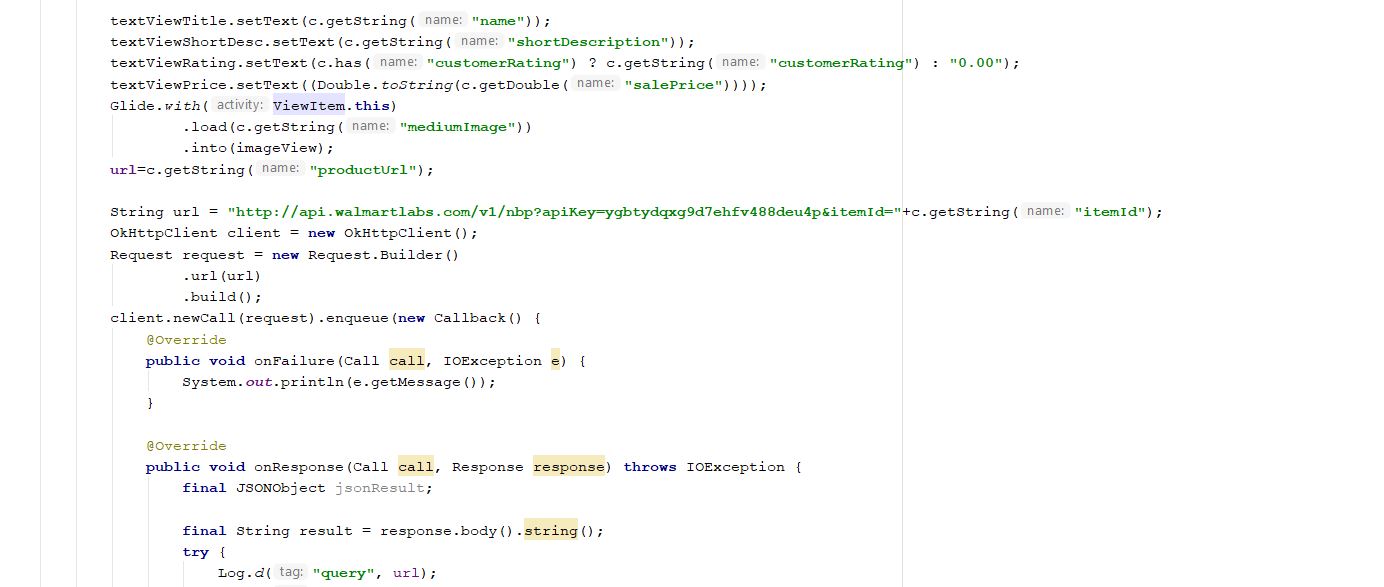 textViewTitle.setText(c.getString( name: "name"));
textViewShortDesc.setText(c.getString( name: "shortDescription"));
textViewRating.setText(c.has( name: "customerRating") ? c.getString( name: "customerRating") : "0.00");
textViewPrice.setText((Double.toString(c.getDouble( name: "salePrice"))));
Glide.with( activity: ViewItem.this)
.load(c.getString( name: "mediumImage"))
.into(imageView);
url=c.getString( name: "productUrl");
String url = "http://api.walmartlabs.com/v1/nbp?apiKey=ygbtydqxg9d7ehfv488deu4p&itemId="+c.getString( name: "itemId");
OkHttpClient client = new OkHttpClient();
Request request = new Request.Builder()
.url(url)
.build();
client.newCall(request).enqueue(new Callback() {
@Override
public void onFailure(Call call, IOException e) {
System.out.println(e.getMessage());
}
@Override
public void onResponse(Call call, Response response) throws IOException {
final JSONObject jsonResult;
final String result = response.body().string();
try {
Log.d( tag: "query", url);